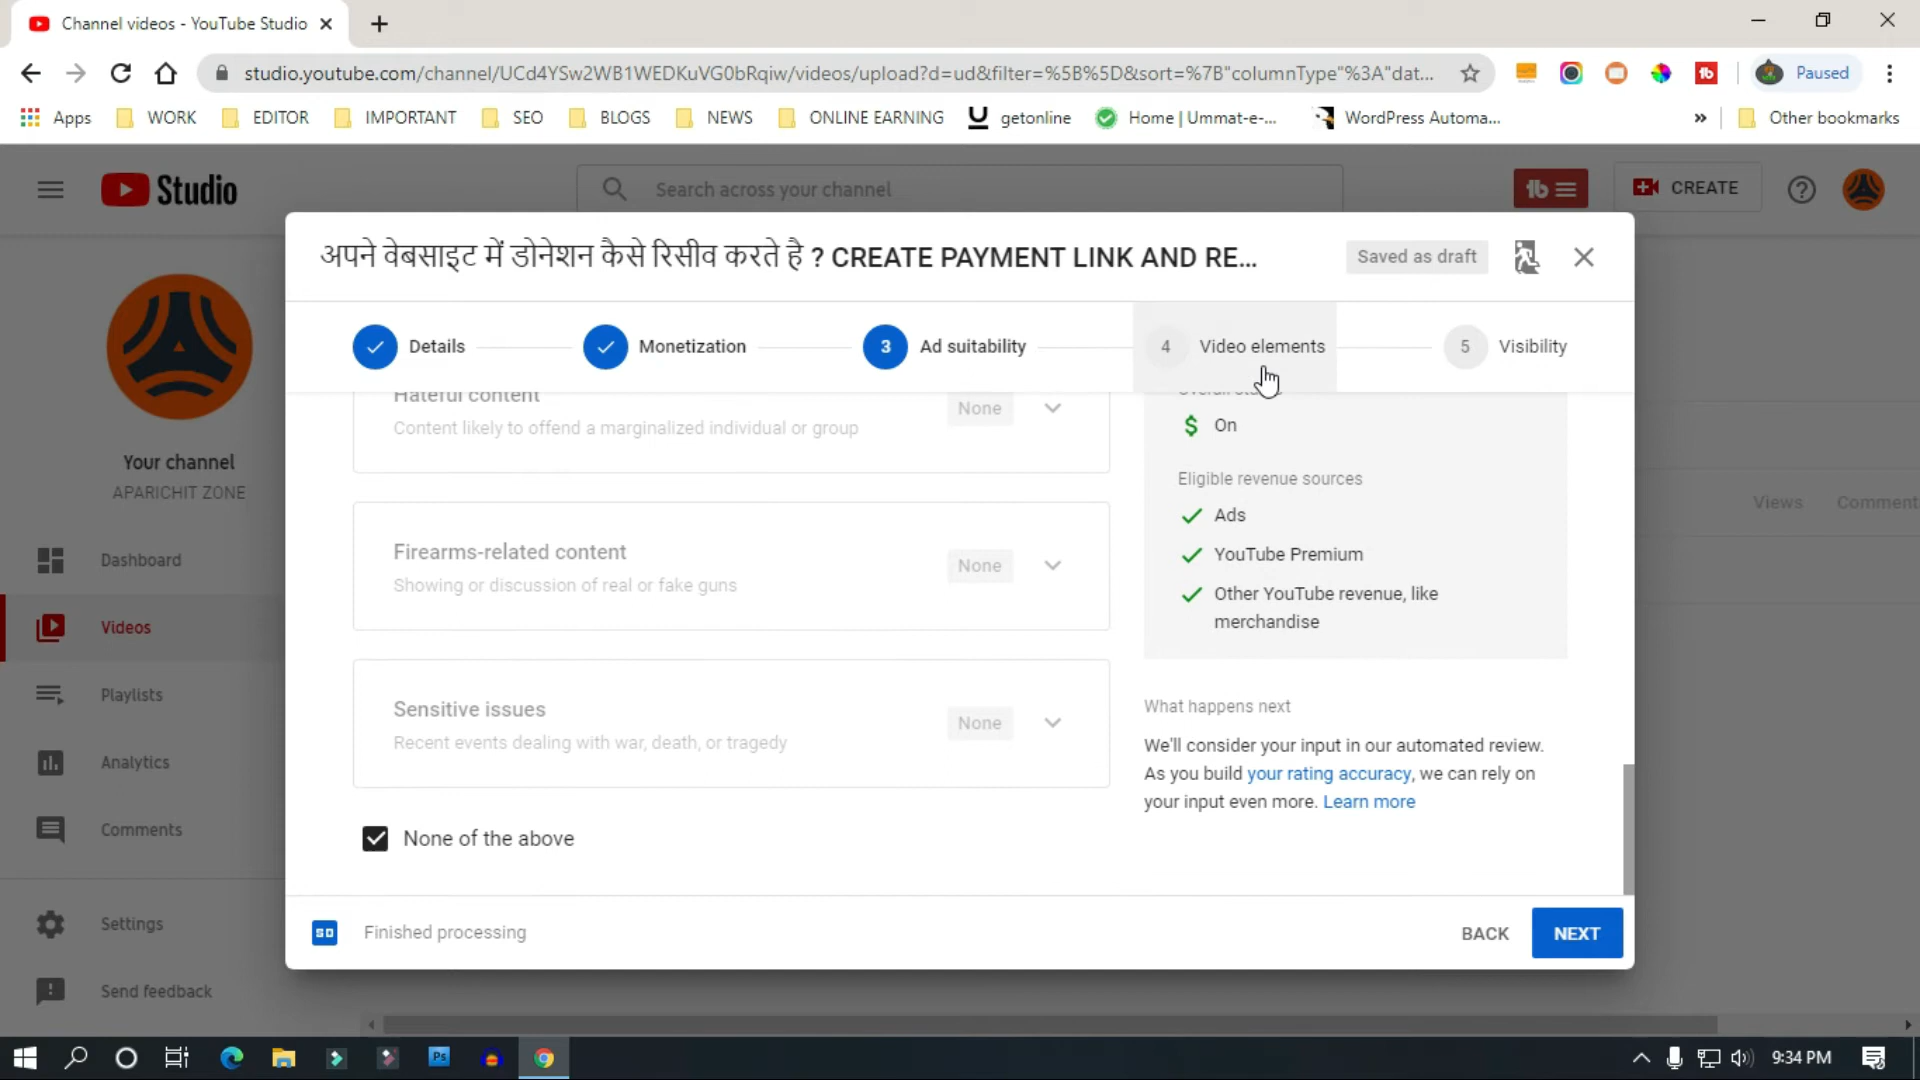 Channel videos - YouTube Studio
studio.youtube.com/channel/UCd4YSw2WB1WEDKuVG0bRqiw/videos/upload?d=ud&filter=%5B%5D&sort=%7B"columnType"%3A"dat...
Paused
Apps
WORK
EDITOR
IMPORTANT
SEO
BLOGS
NEWS
ONLINE EARNING
getonline
Home | Ummat-e-...
WordPress Automa...
Other bookmarks
Studio
Search across your channel
CREATE
अपने वेबसाइट में डोनेशन कैसे रिसीव करते है ? CREATE PAYMENT LINK AND RE...
Saved as draft
Details
Monetization
3 Ad suitability
4 Video elements
5 Visibility
Your channel
APARICHIT ZONE
Dashboard
Videos
Playlists
Analytics
Comments
Settings
Send feedback
Hateful content
Content likely to offend a marginalized individual or group
None
Firearms-related content
Showing or discussion of real or fake guns
None
Sensitive issues
Recent events dealing with war, death, or tragedy
None
None of the above
On
Eligible revenue sources
Ads
YouTube Premium
Other YouTube revenue, like
merchandise
What happens next
We'll consider your input in our automated review.
As you build your rating accuracy, we can rely on
your input even more. Learn more
Views
Comment
SD
Finished processing
BACK
NEXT
Ps
9:34 PM